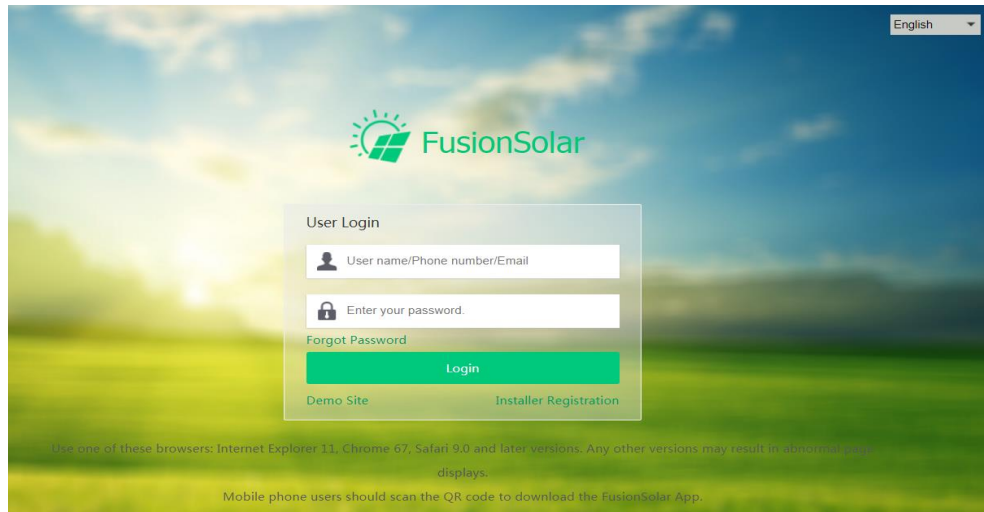 English
FusionSolar
User Login
User name/Phone number/Email
Enter your password.
Forgot Password
Login
Demo Site Installer Registration
Use one of these browsers: Internet Explorer 11, Chrome 67, Safari 9.0 and later versions. Any other versions may result in abnormal page
displays.
Mobile phone users should scan the QR code to download the FusionSolar App.